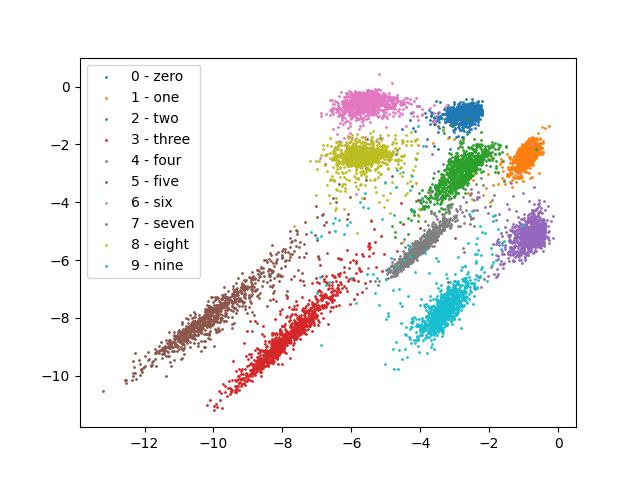 0 - zero
1 - one
2 - two
3 - three
4 - four
5 - five
6 - six
7 - seven
8 - eight
9 - nine
0
−2
−4
−6
−8
−10
−12 −10 −8 −6 −4 −2 0